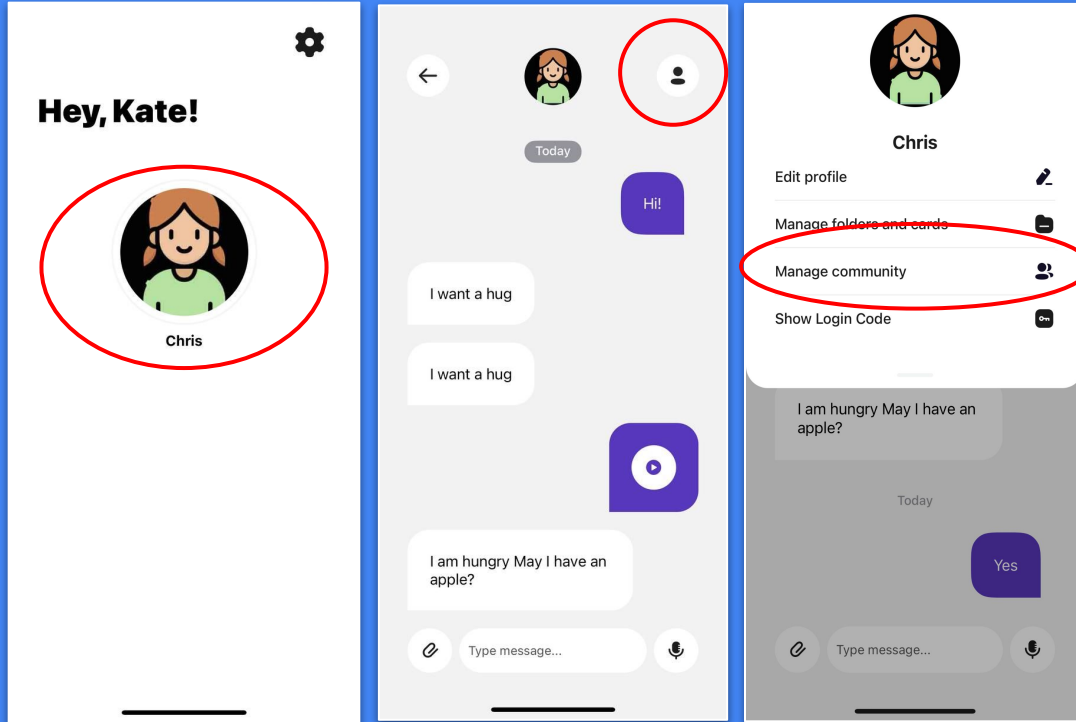 Hey, Kate!
Chris
Today
Hi!
I want a hug
I want a hug
I am hungry May I have an
apple?
Type message...
Chris
Edit profile
Manage folders and cards
Manage community
Show Login Code
I am hungry May I have an
apple?
Today
Yes
Type message...